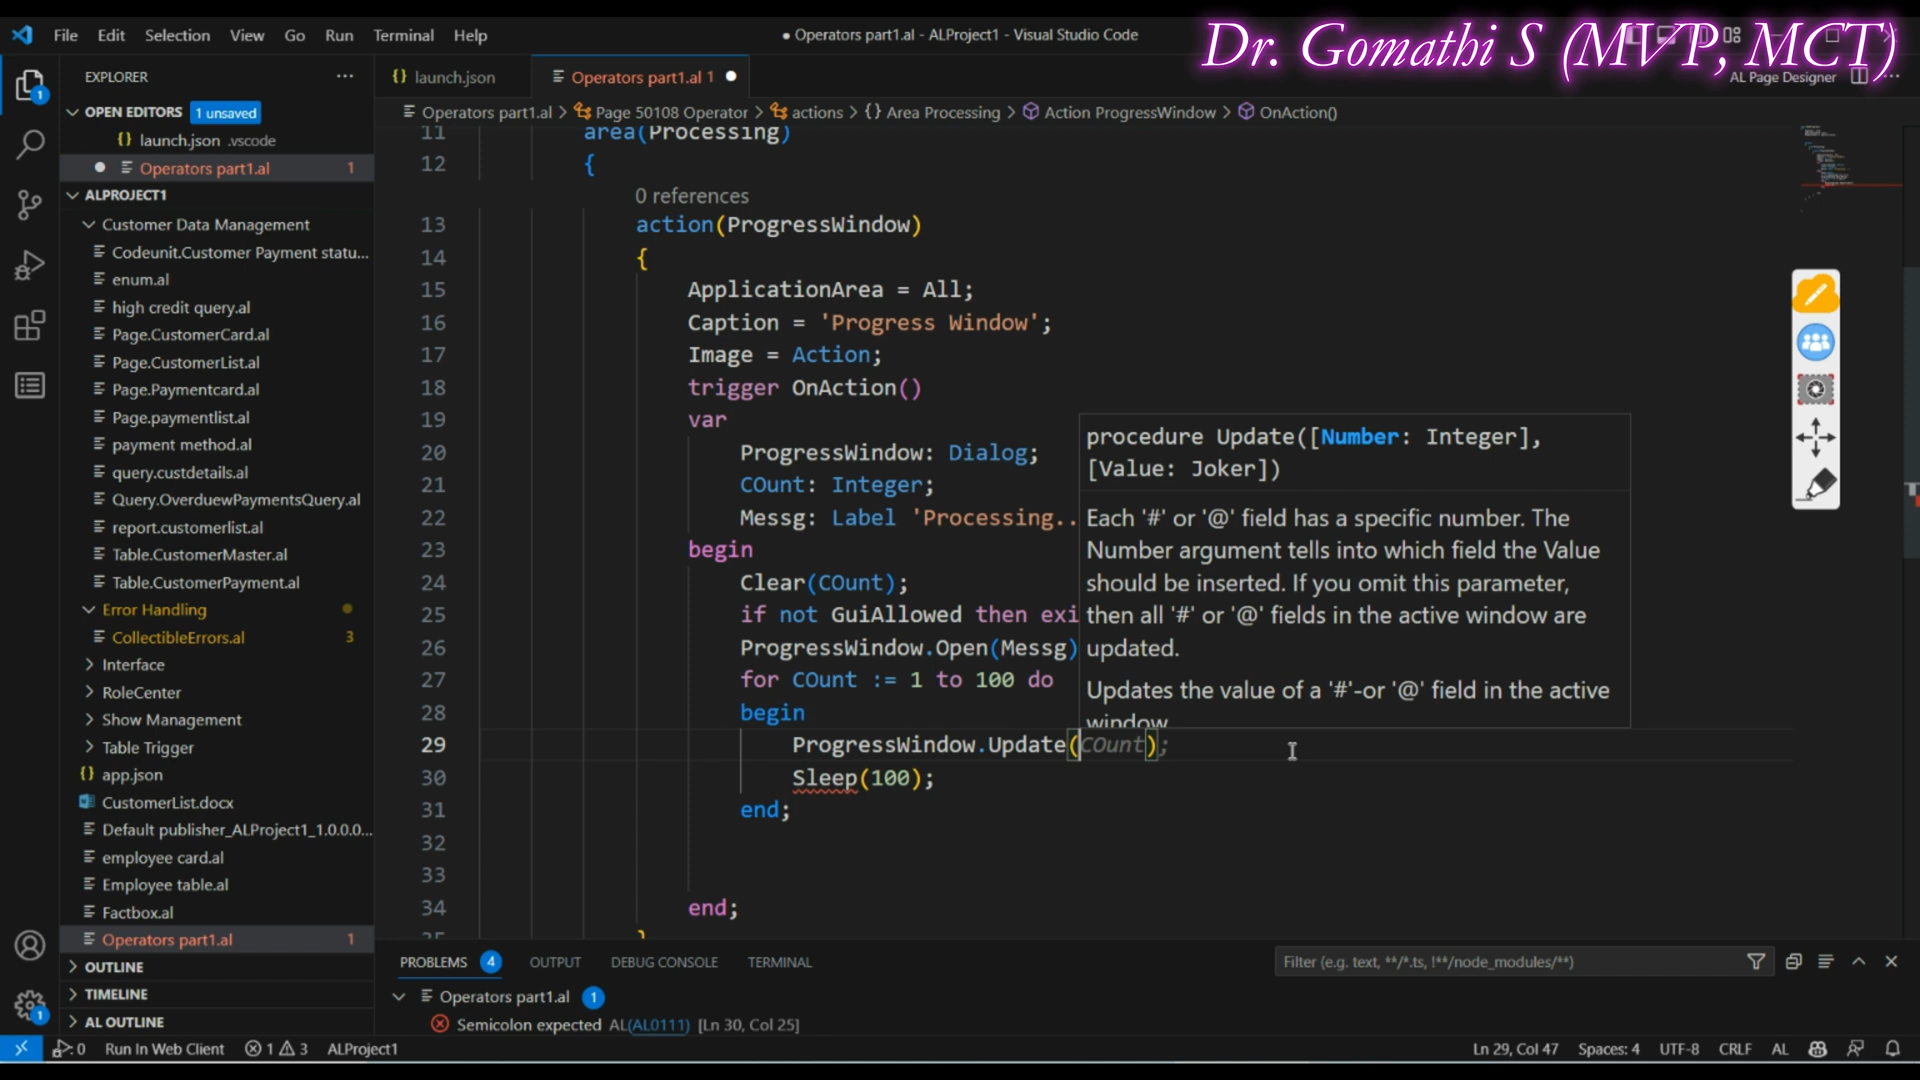 Dr. Gomathi S (MVP, MCT)
File Edit Selection View Go Run Terminal Help
● Operators part1.al - ALProject1 - Visual Studio Code
EXPLORER
launch.json
Operators part1.al 1
AL Page Designer
OPEN EDITORS 1 unsaved
launch.json .vscode
Operators part1.al 1
ALPROJECT1
Customer Data Management
Codeunit.Customer Payment statu...
enum.al
high credit query.al
Page.CustomerCard.al
Page.CustomerList.al
Page.Paymentcard.al
Page.paymentlist.al
payment method.al
query.custdetails.al
Query.OverduewPaymentsQuery.al
report.customerlist.al
Table.CustomerMaster.al
Table.CustomerPayment.al
Error Handling
CollectibleErrors.al 3
Interface
RoleCenter
Show Management
Table Trigger
app.json
CustomerList.docx
Default publisher_ALProject1_1.0.0.0...
employee card.al
Employee table.al
Factbox.al
Operators part1.al 1
OUTLINE
TIMELINE
AL OUTLINE
Operators part1.al > Page 50108 Operator > actions > {} Area Processing > Action ProgressWindow > OnAction()
11 area(Processing)
12 {
0 references
13 action(ProgressWindow)
14 {
15 ApplicationArea = All;
16 Caption = 'Progress Window';
17 Image = Action;
18 trigger OnAction()
19 var
20 ProgressWindow: Dialog;
21 COunt: Integer;
22 Messg: Label 'Processing..
23 begin
24 Clear(COunt);
25 if not GuiAllowed then exi
26 ProgressWindow.Open(Messg)
27 for COunt := 1 to 100 do
28 begin
29 ProgressWindow.Update(COunt);
30 Sleep(100);
31 end;
32
33
34 end;
35 }
procedure Update([Number: Integer],
[Value: Joker])
Each '#' or '@' field has a specific number. The
Number argument tells into which field the Value
should be inserted. If you omit this parameter,
then all '#' or '@' fields in the active window are
updated.
Updates the value of a '#'-or '@' field in the active
window
PROBLEMS 4 OUTPUT DEBUG CONSOLE TERMINAL
Filter (e.g. text, **/*.ts, !**/node_modules/**)
Operators part1.al 1
Semicolon expected AL(AL0111) [Ln 30, Col 25]
0 Run In Web Client 1 3 ALProject1
Ln 29, Col 47 Spaces: 4 UTF-8 CRLF AL